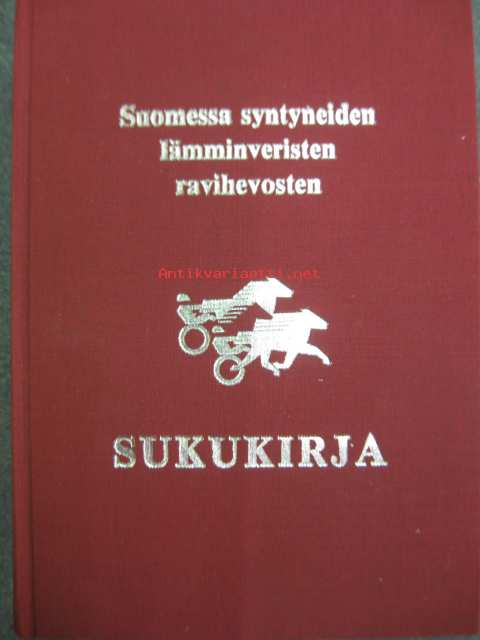 Suomessa syntyneiden
lämminveristen
ravihevosten
Antikvariaatti.net
SUKUKIRJA